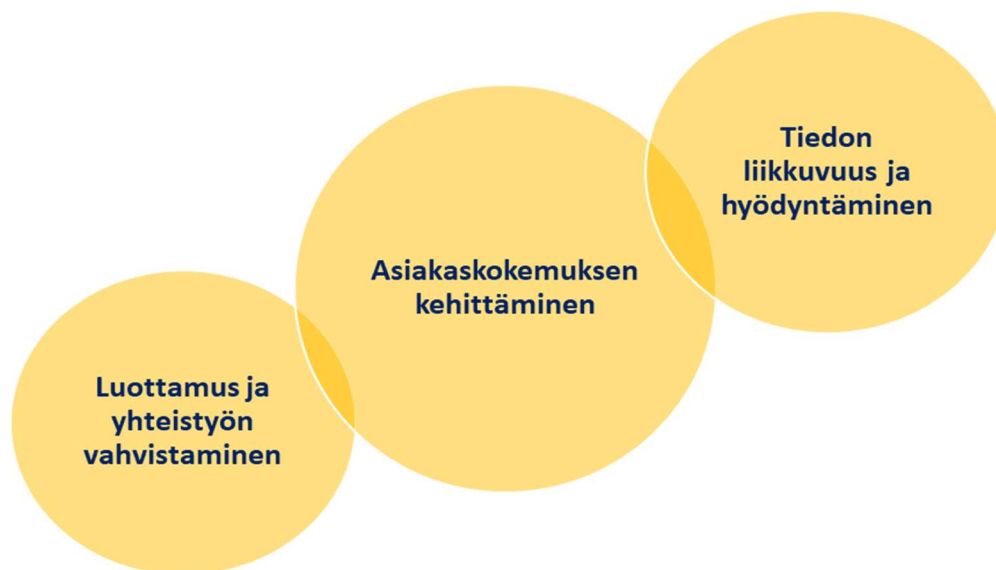 Luottamus ja
yhteistyön
vahvistaminen
Asiakaskokemuksen
kehittäminen
Tiedon
liikkuvuus ja
hyödyntäminen